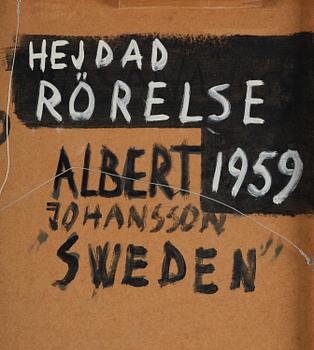 HEJDAD
RÖRELSE
ALBERT 1959
JOHANSSON
"SWEDEN"